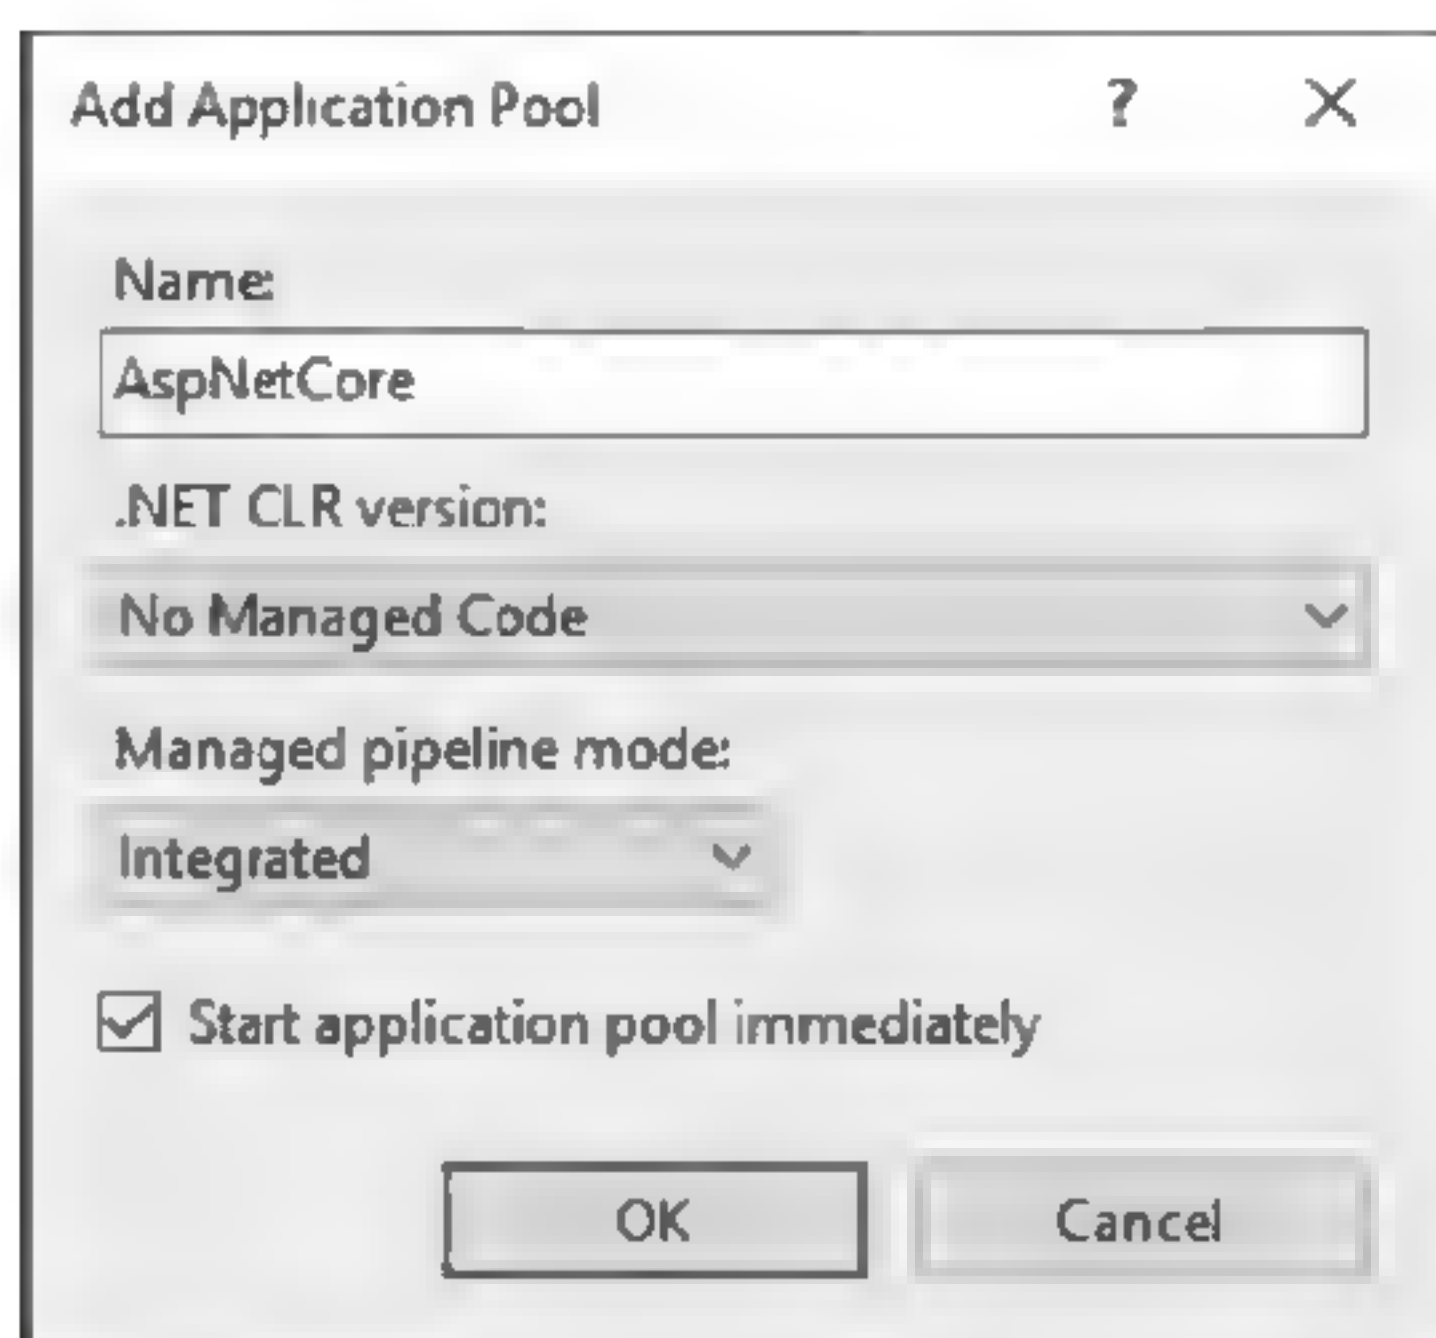 Add Application Pool ? X
Name:
AspNetCore
.NET CLR version:
No Managed Code
Managed pipeline mode:
Integrated
Start application pool immediately
OK Cancel